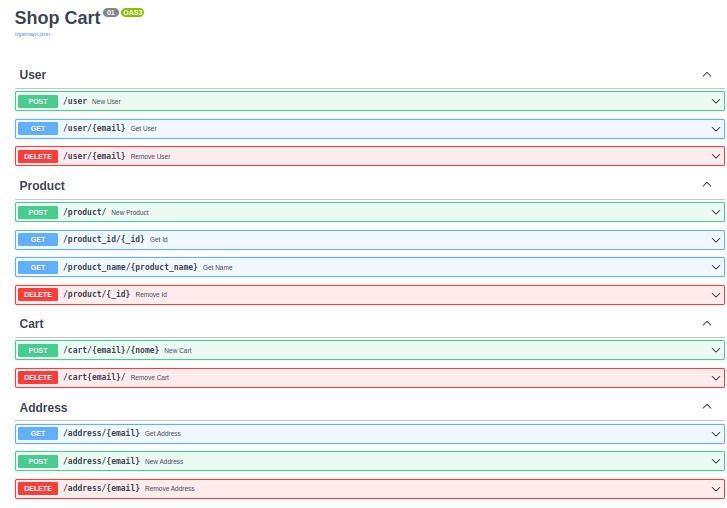 Shop Cart 01 OAS3
/openapi.json
User
POST /user New User
GET /user/{email} Get User
DELETE /user/{email} Remove User
Product
POST /product/ New Product
GET /product_id/{_id} Get Id
GET /product_name/{product_name} Get Name
DELETE /product/{_id} Remove Id
Cart
POST /cart/{email}/{nome} New Cart
DELETE /cart{email}/ Remove Cart
Address
GET /address/{email} Get Address
POST /address/{email} New Address
DELETE /address/{email} Remove Address